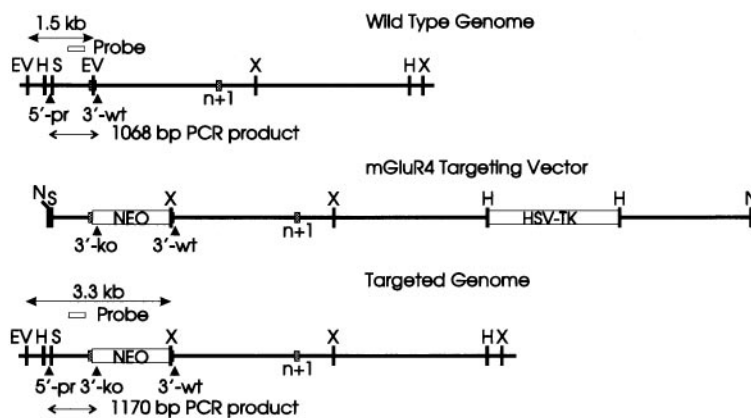 1.5 kb
Wild Type Genome
Probe
EV H S EV X H X
n+1
5'-pr 3'-wt
1068 bp PCR product
mGluR4 Targeting Vector
N S X X H H N
NEO HSV-TK
3'-ko 3'-wt n+1
Targeted Genome
3.3 kb
Probe
EV H S X X H X
NEO
n+1
5'-pr 3'-ko 3'-wt
1170 bp PCR product